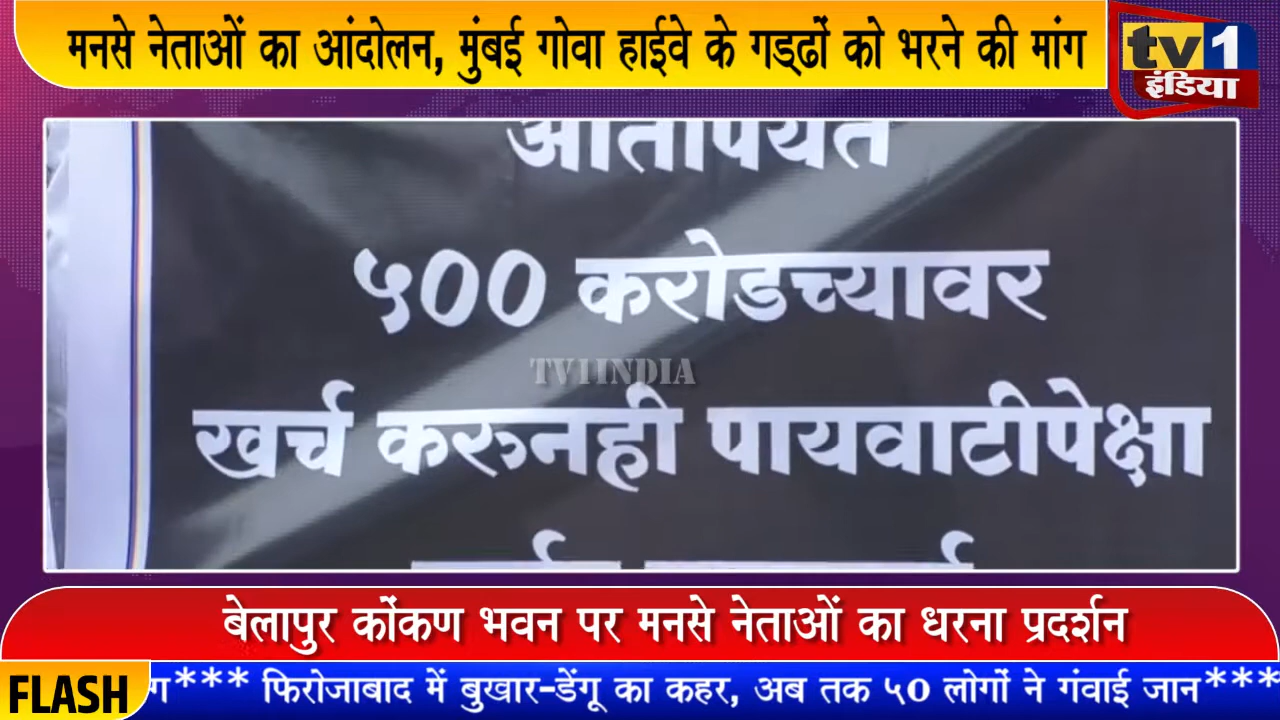 मनसे नेताओं का आंदोलन, मुंबई गोवा हाईवे के गड्ढों को भरने की मांग
tv1
इंडिया
आतापर्यंत
५०० करोडच्यावर
TV1INDIA
खर्च करुनही पायवाटीपेक्षा
बेलापुर कोंकण भवन पर मनसे नेताओं का धरना प्रदर्शन
FLASH
ग*** फिरोजाबाद में बुखार-डेंगू का कहर, अब तक ५० लोगों ने गंवाई जान***